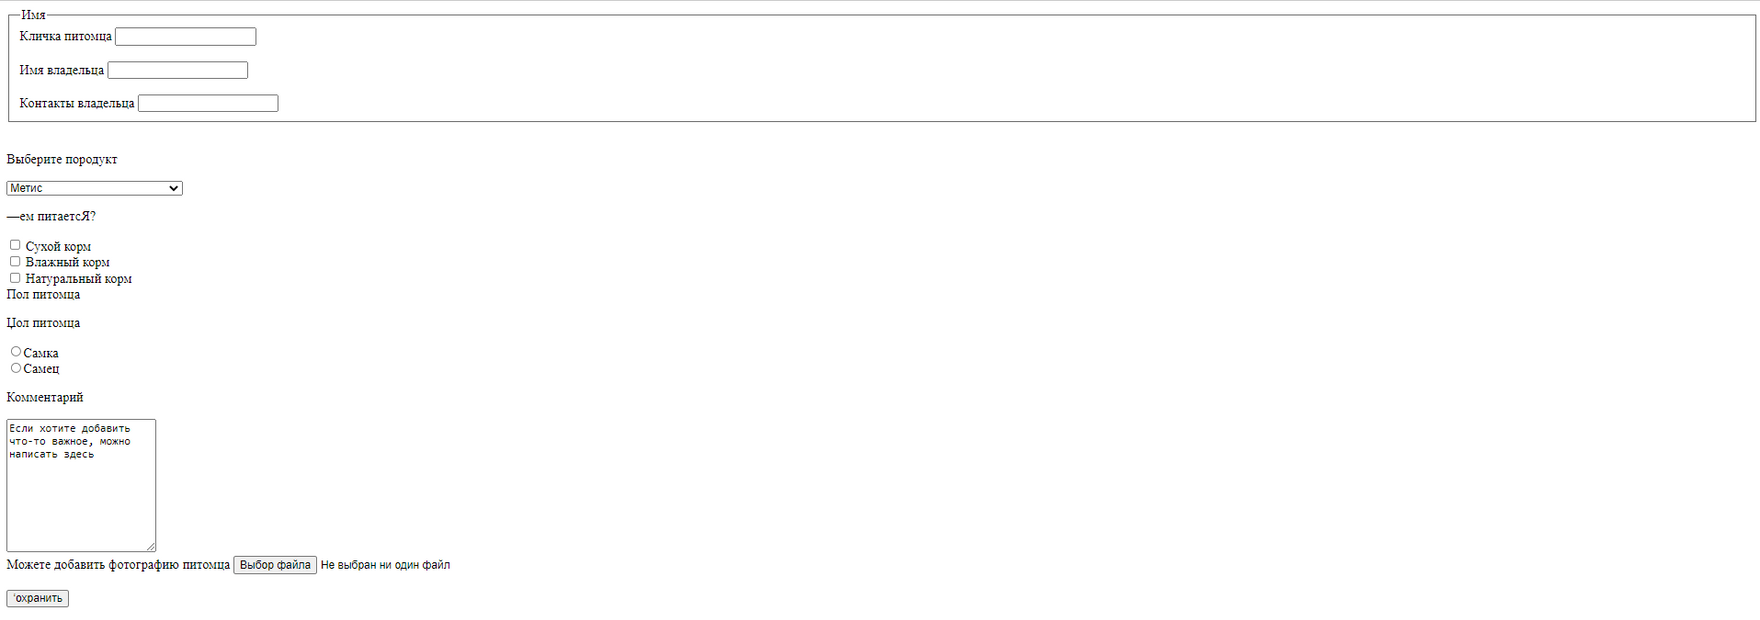 Имя
Кличка питомца
Имя владельца
Контакты владельца
Выберите породукт
Метис
—ем питаетсЯ?
Сухой корм
Влажный корм
Натуральный корм
Пол питомца
Џол питомца
Самка
Самец
Комментарий
Если хотите добавить
что-то важное, можно
написать здесь
Можете добавить фотографию питомца Выбор файла Не выбран ни один файл
'охранить